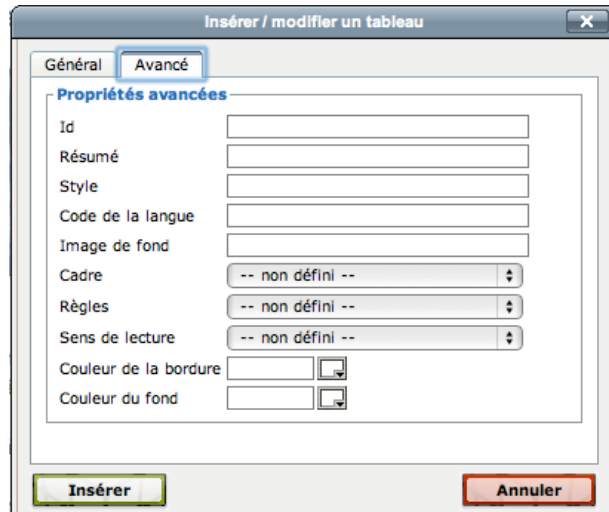 Insérer / modifier un tableau
Général Avancé
Propriétés avancées
Id
Résumé
Style
Code de la langue
Image de fond
Cadre -- non défini --
Règles -- non défini --
Sens de lecture -- non défini --
Couleur de la bordure
Couleur du fond
Insérer Annuler